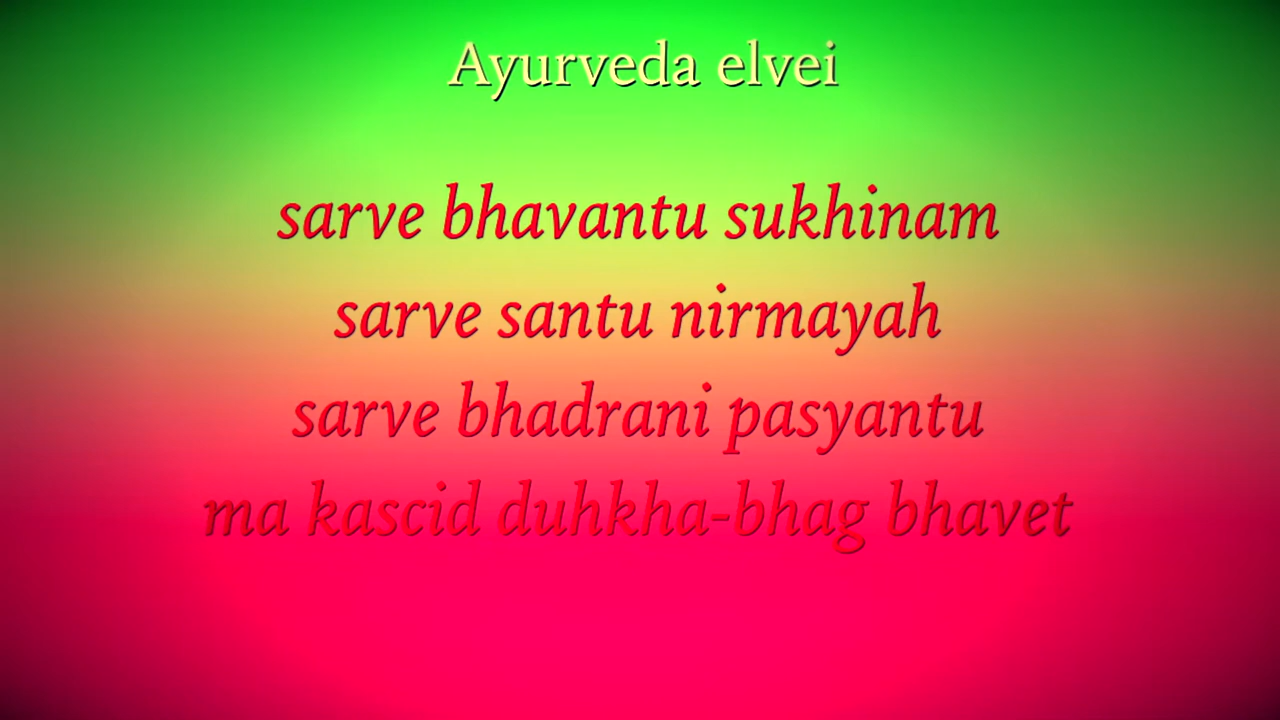 Ayurveda elvei
sarve bhavantu sukhinam
sarve santu nirmayah
sarve bhadrani pasyantu
ma kascid duhkha-bhag bhavet